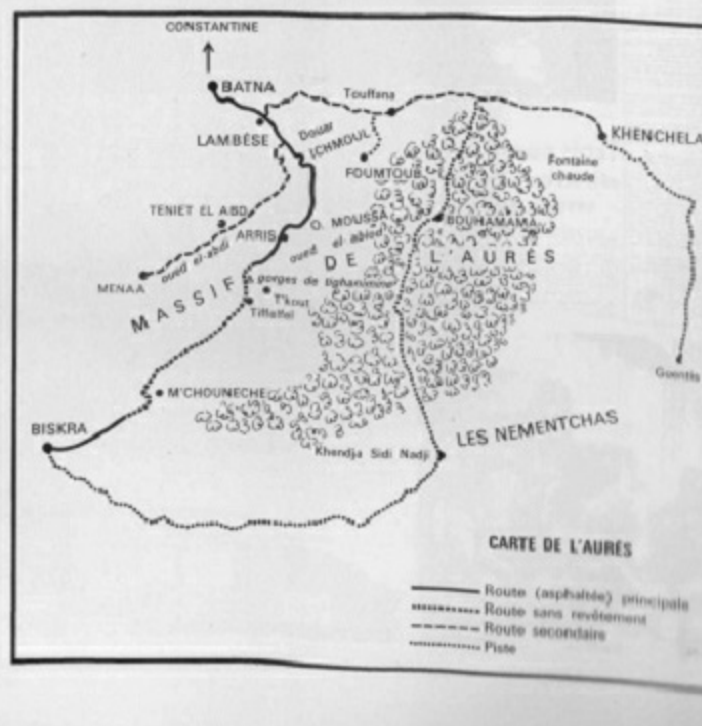 CONSTANTINE
BATNA
Touffana
LAMBÈSE
Douar
ICHMOUL
KHENCHELA
FOUMTOUB
Fontaine
chaude
TENIET EL ABD
O. MOUSSA
BOUHAMAMA
ARRIS
oued el abiod
oued el-abdi
MENAA
MASSIF DE L'AURÈS
gorges de tighanimine
T'kout
Tiffelfel
Guentis
M'CHOUNECHE
BISKRA
LES NEMENTCHAS
Khendja Sidi Nadji
CARTE DE L'AURÈS
Route (asphaltée) principale
Route sans revêtement
Route secondaire
Piste